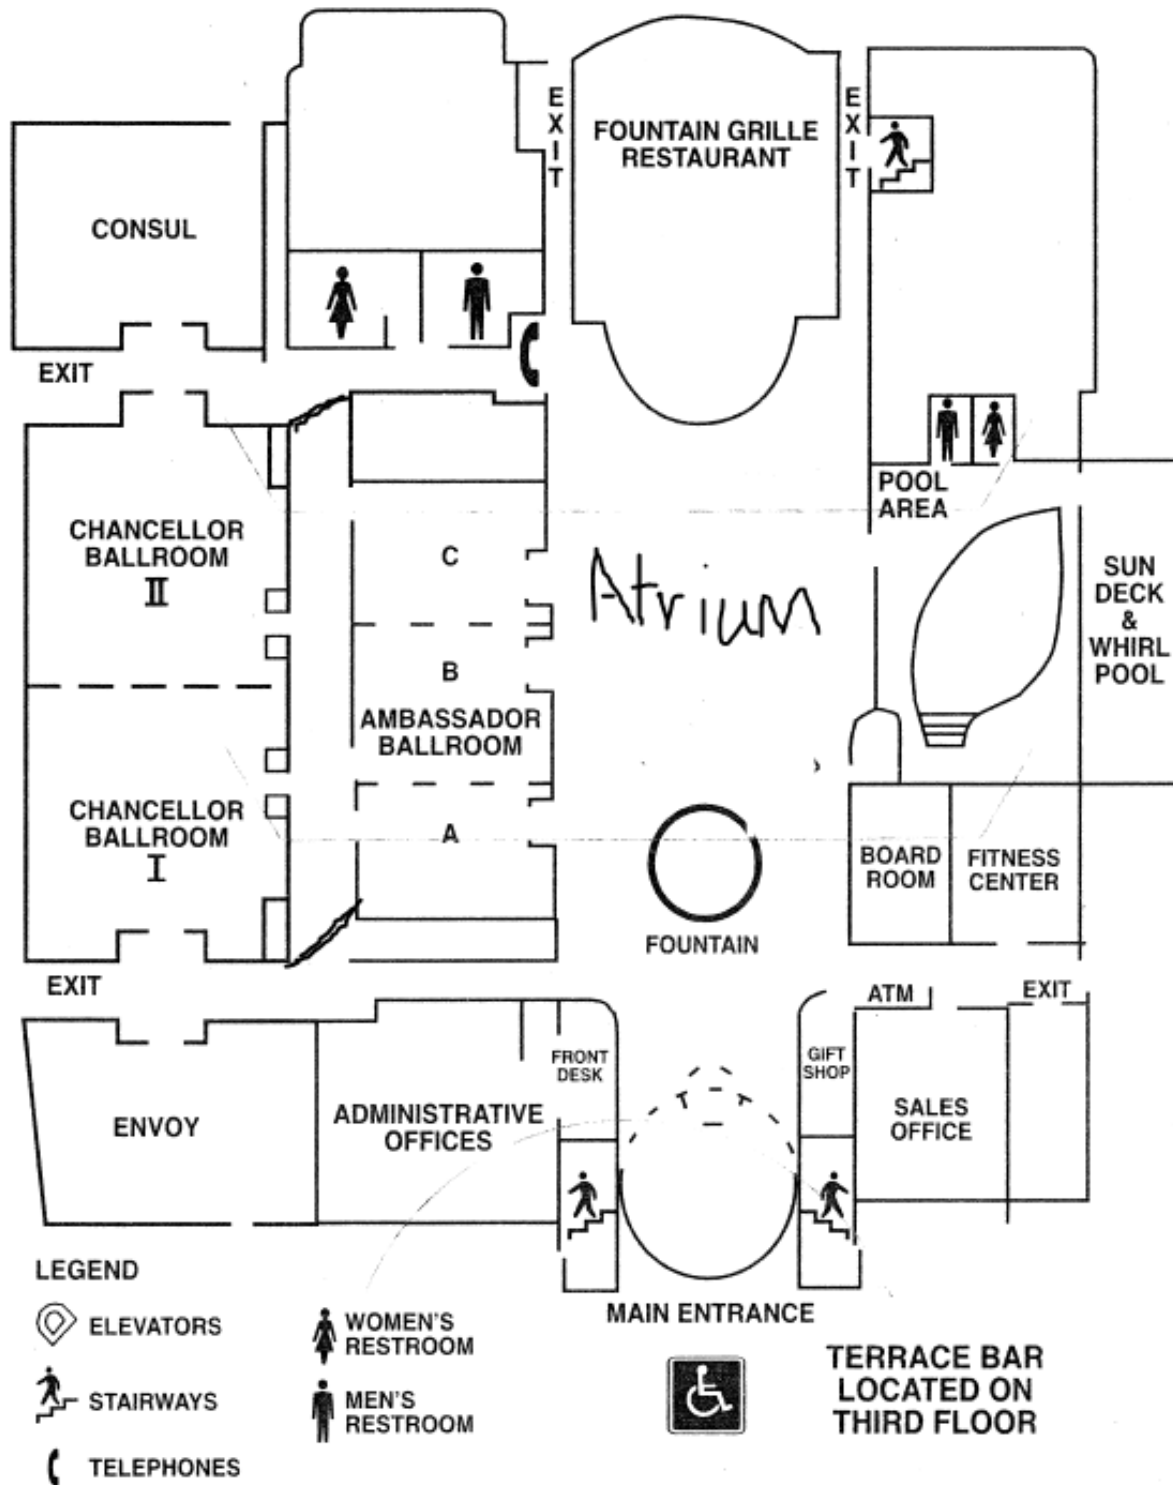 EXIT
FOUNTAIN GRILLE
RESTAURANT
EXIT
CONSUL
EXIT
POOL
AREA
CHANCELLOR
BALLROOM
II
C
Atrium
SUN
DECK
&
WHIRL
POOL
B
AMBASSADOR
BALLROOM
CHANCELLOR
BALLROOM
I
A
BOARD
ROOM
FITNESS
CENTER
FOUNTAIN
EXIT
ATM
EXIT
FRONT
DESK
GIFT
SHOP
ENVOY
ADMINISTRATIVE
OFFICES
SALES
OFFICE
LEGEND
ELEVATORS
WOMEN'S
RESTROOM
MAIN ENTRANCE
STAIRWAYS
MEN'S
RESTROOM
TERRACE BAR
LOCATED ON
THIRD FLOOR
TELEPHONES